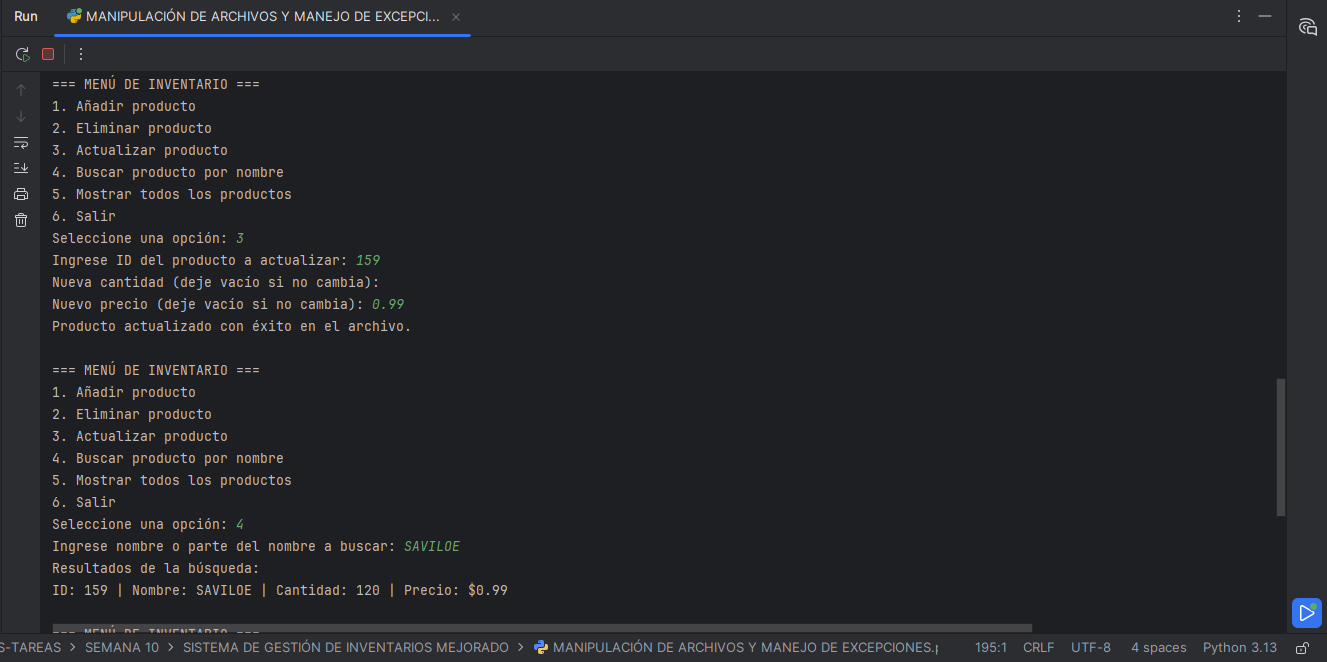 Run MANIPULACIÓN DE ARCHIVOS Y MANEJO DE EXCEPCI...
=== MENÚ DE INVENTARIO ===
1. Añadir producto
2. Eliminar producto
3. Actualizar producto
4. Buscar producto por nombre
5. Mostrar todos los productos
6. Salir
Seleccione una opción: 3
Ingrese ID del producto a actualizar: 159
Nueva cantidad (deje vacío si no cambia):
Nuevo precio (deje vacío si no cambia): 0.99
Producto actualizado con éxito en el archivo.
=== MENÚ DE INVENTARIO ===
1. Añadir producto
2. Eliminar producto
3. Actualizar producto
4. Buscar producto por nombre
5. Mostrar todos los productos
6. Salir
Seleccione una opción: 4
Ingrese nombre o parte del nombre a buscar: SAVILOE
Resultados de la búsqueda:
ID: 159 | Nombre: SAVILOE | Cantidad: 120 | Precio: $0.99
=== MENÚ DE INVENTARIO ===
S-TAREAS > SEMANA 10 > SISTEMA DE GESTIÓN DE INVENTARIOS MEJORADO > MANIPULACIÓN DE ARCHIVOS Y MANEJO DE EXCEPCIONES.p 195:1 CRLF UTF-8 4 spaces Python 3.13